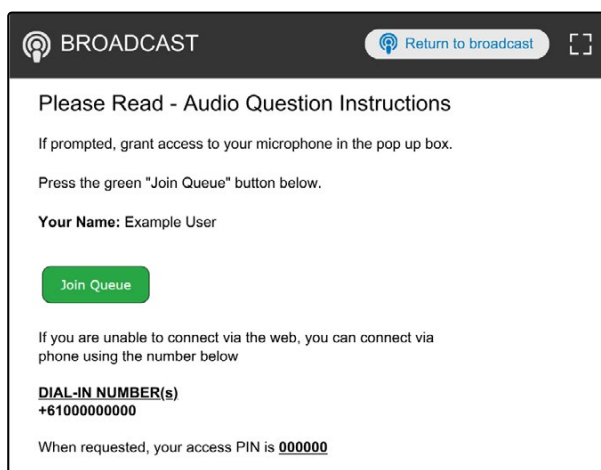 BROADCAST
Return to broadcast
Please Read - Audio Question Instructions
If prompted, grant access to your microphone in the pop up box.
Press the green "Join Queue" button below.
Your Name: Example User
Join Queue
If you are unable to connect via the web, you can connect via
phone using the number below
DIAL-IN NUMBER(s)
+61000000000
When requested, your access PIN is 000000